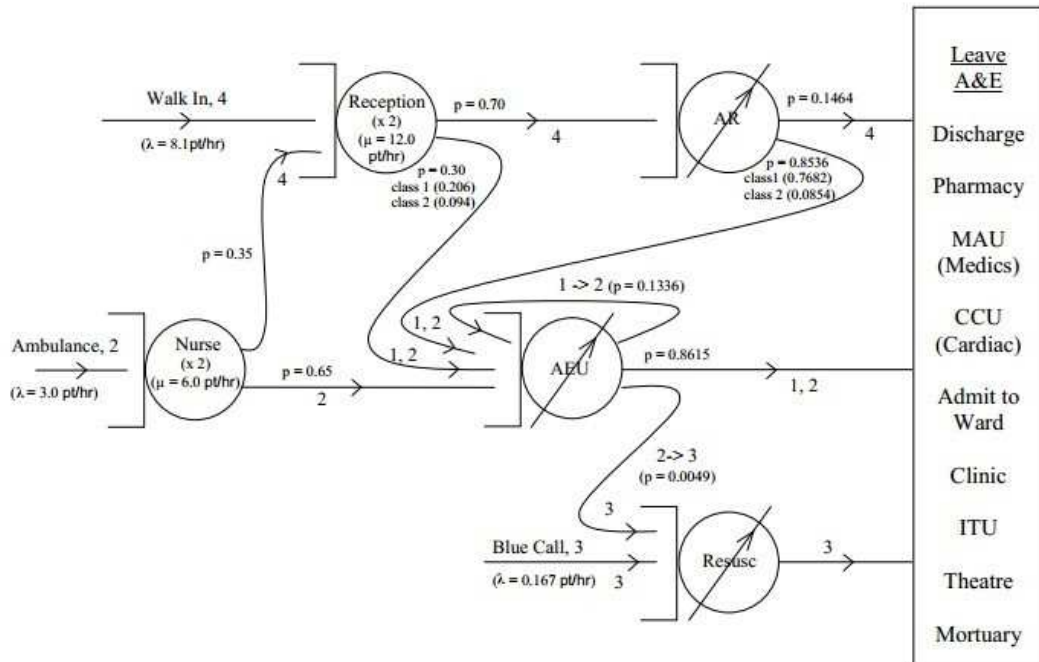 Walk In, 4
(λ = 8.1pt/hr)
4
Reception
(x 2)
(μ = 12.0
pt/hr)
p = 0.70
4
p = 0.30
class 1 (0.206)
class 2 (0.094)
AR
p = 0.1464
4
p = 0.8536
class1 (0.7682)
class 2 (0.0854)
p = 0.35
Ambulance, 2
(λ = 3.0 pt/hr)
Nurse
(x 2)
(μ = 6.0 pt/hr)
p = 0.65
2
1, 2
1, 2
1 -> 2 (p = 0.1336)
AEU
p = 0.8615
1, 2
2-> 3
(p = 0.0049)
3
Blue Call, 3
(λ = 0.167 pt/hr)
3
Resusc
3
Leave
A&E
Discharge
Pharmacy
MAU
(Medics)
CCU
(Cardiac)
Admit to
Ward
Clinic
ITU
Theatre
Mortuary